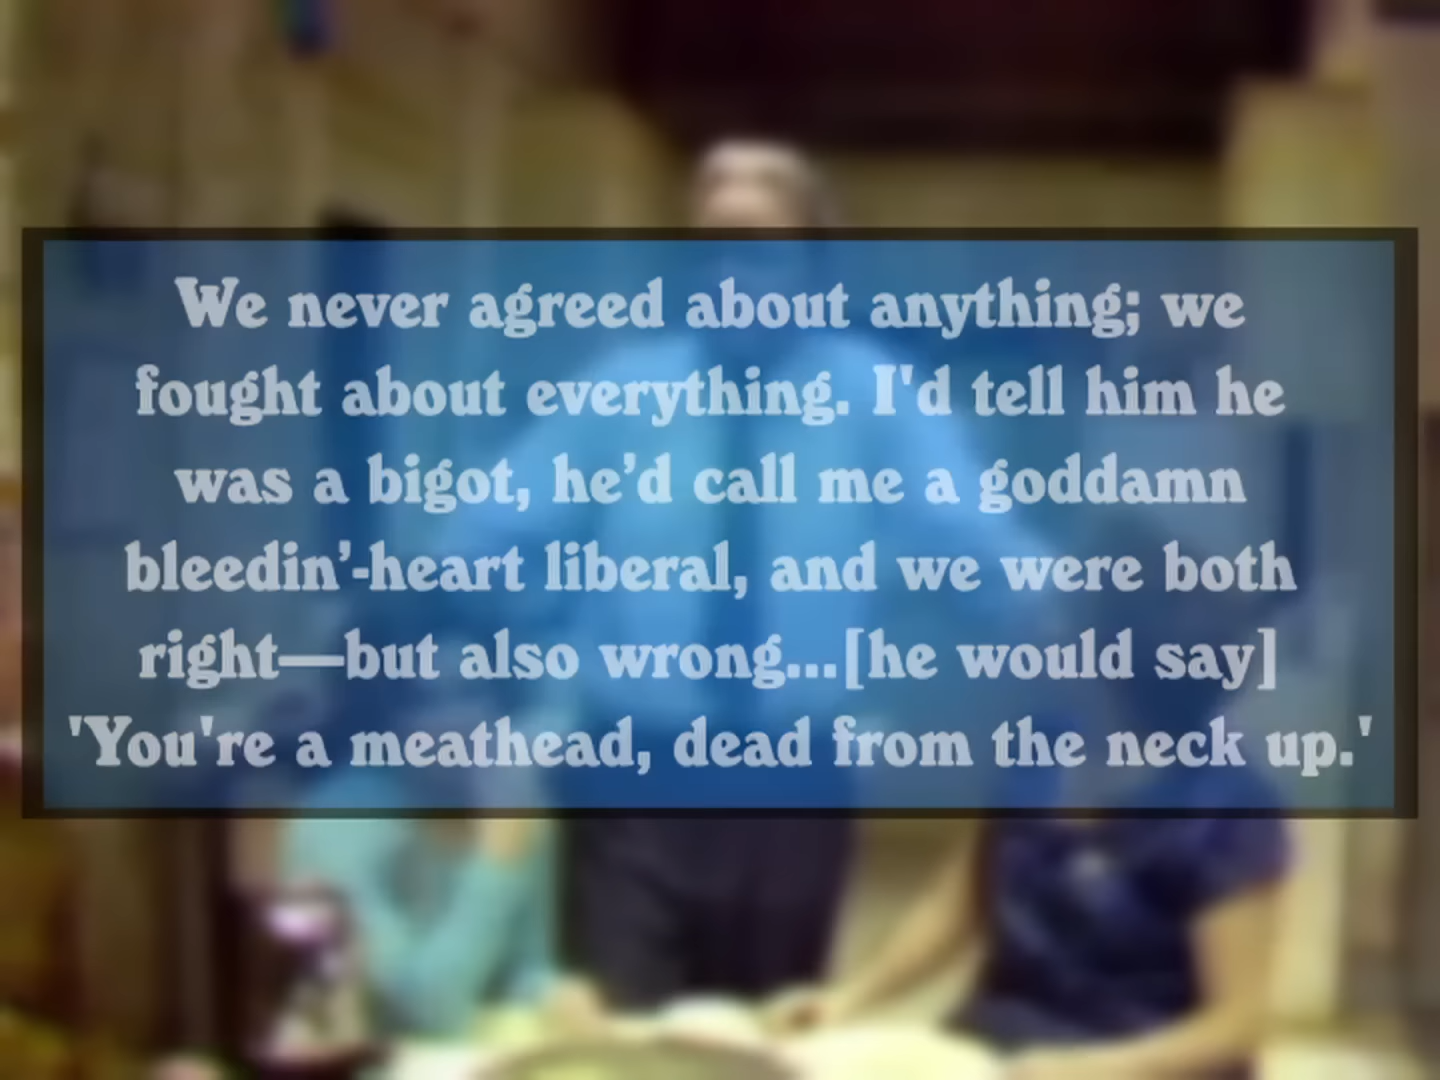 We never agreed about anything; we
fought about everything. I'd tell him he
was a bigot, he’d call me a goddamn
bleedin’-heart liberal, and we were both
right—but also wrong...[he would say]
'You're a meathead, dead from the neck up.'